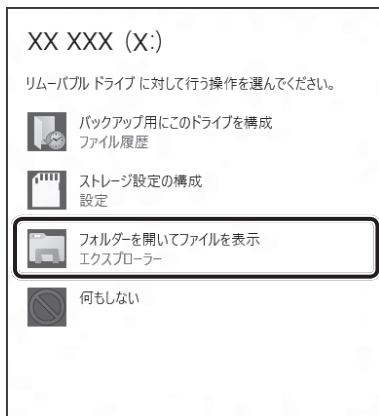 XX XXX (X:)
リムーバブル ドライブ に対して行う操作を選んでください。
バックアップ用にこのドライブを構成
ファイル履歴
ストレージ設定の構成
設定
フォルダーを開いてファイルを表示
エクスプローラー
何もしない